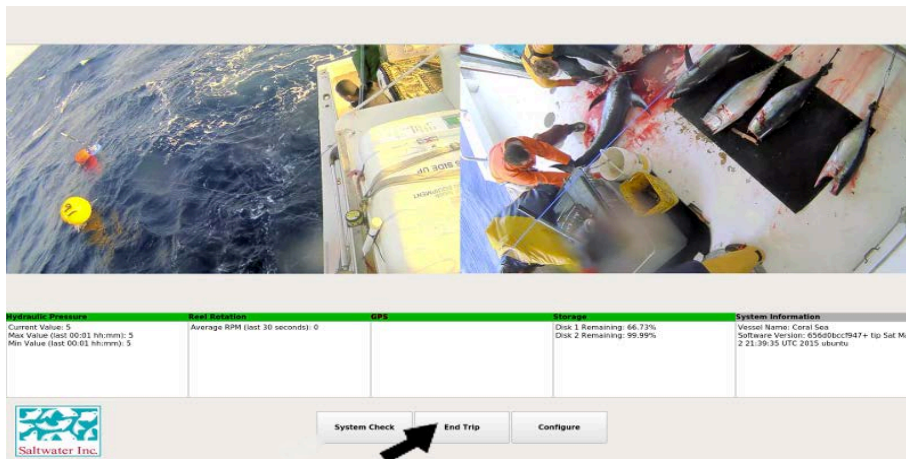 S SIDE UP
EQUIPMENT
Hydraulic Pressure
Current Value: 5
Max Value (last 00:01 hh:mm): 5
Min Value (last 00:01 hh:mm): 5
Reel Rotation
Average RPM (last 30 seconds): 0
GPS
Storage
Disk 1 Remaining: 66.73%
Disk 2 Remaining: 99.99%
System Information
Vessel Name: Coral Sea
Software Version: 656d0bccf947+ tip Sat M
2 21:39:35 UTC 2015 ubuntu
System Check
End Trip
Configure
Saltwater Inc.